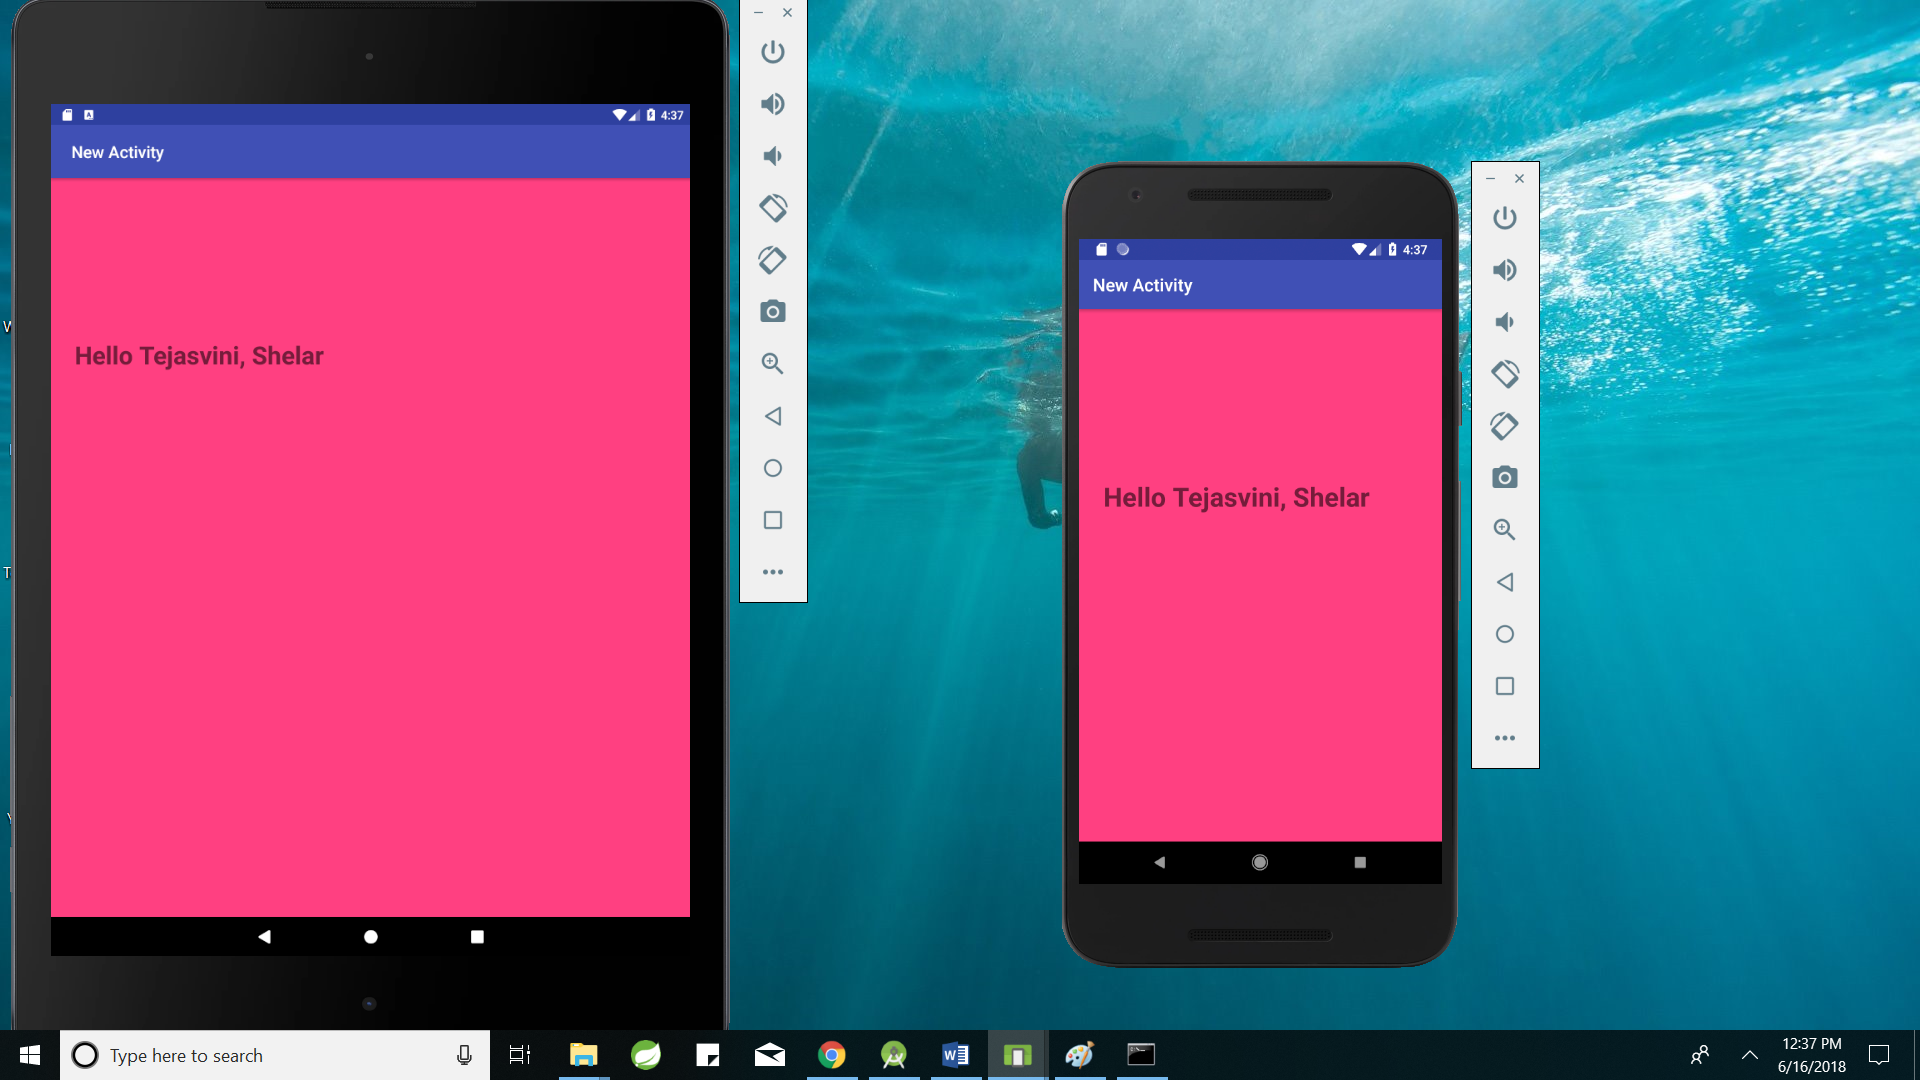 4:37
New Activity
Hello Tejasvini, Shelar
4:37
New Activity
Hello Tejasvini, Shelar
W
T
Type here to search
12:37 PM
6/16/2018